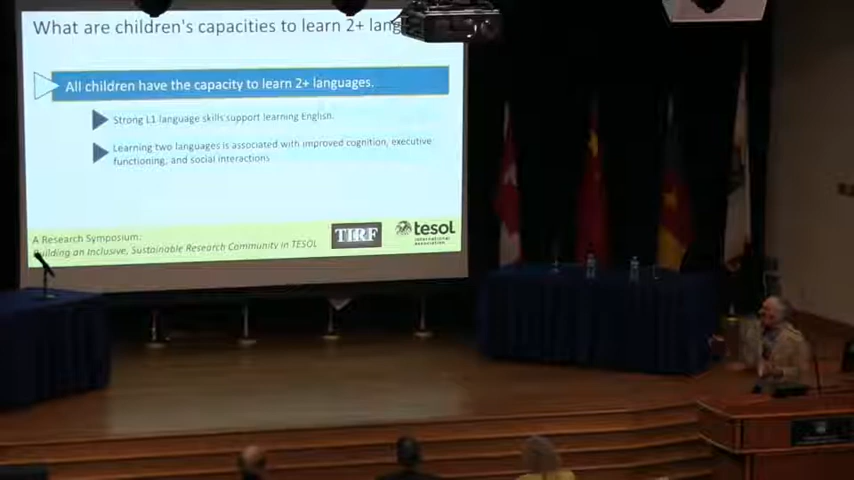 What are children's capacities to learn 2+ lang
All children have the capacity to learn 2+ languages.
Strong L1 language skills support learning English.
Learning two languages is associated with improved cognition, executive
functioning, and social interactions
A Research Symposium:
Building an Inclusive, Sustainable Research Community in TESOL
TIRF
tesol
international
association